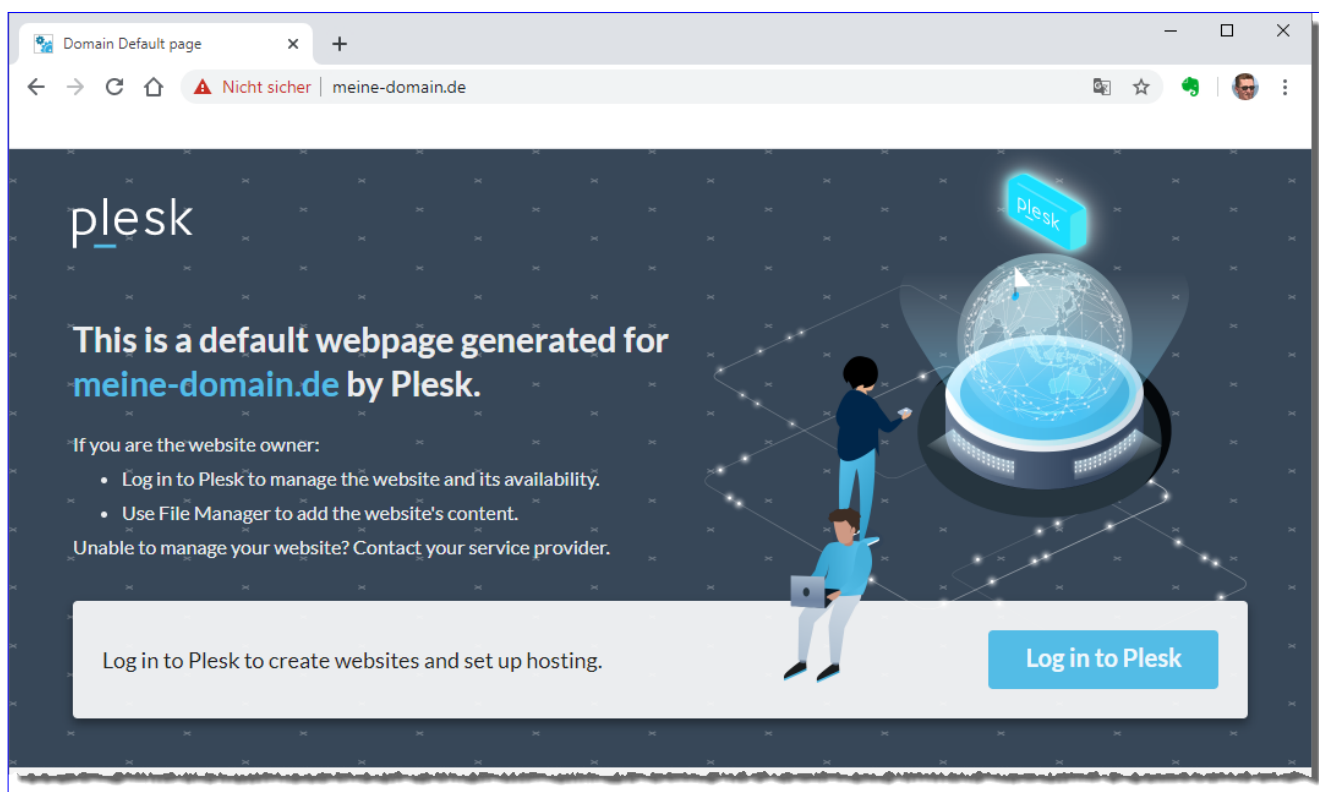 Domain Default page
Nicht sicher | meine-domain.de
plesk
plesk
This is a default webpage generated for
meine-domain.de by Plesk.
If you are the website owner:
• Log in to Plesk to manage the website and its availability.
• Use File Manager to add the website's content.
Unable to manage your website? Contact your service provider.
Log in to Plesk to create websites and set up hosting.
Log in to Plesk